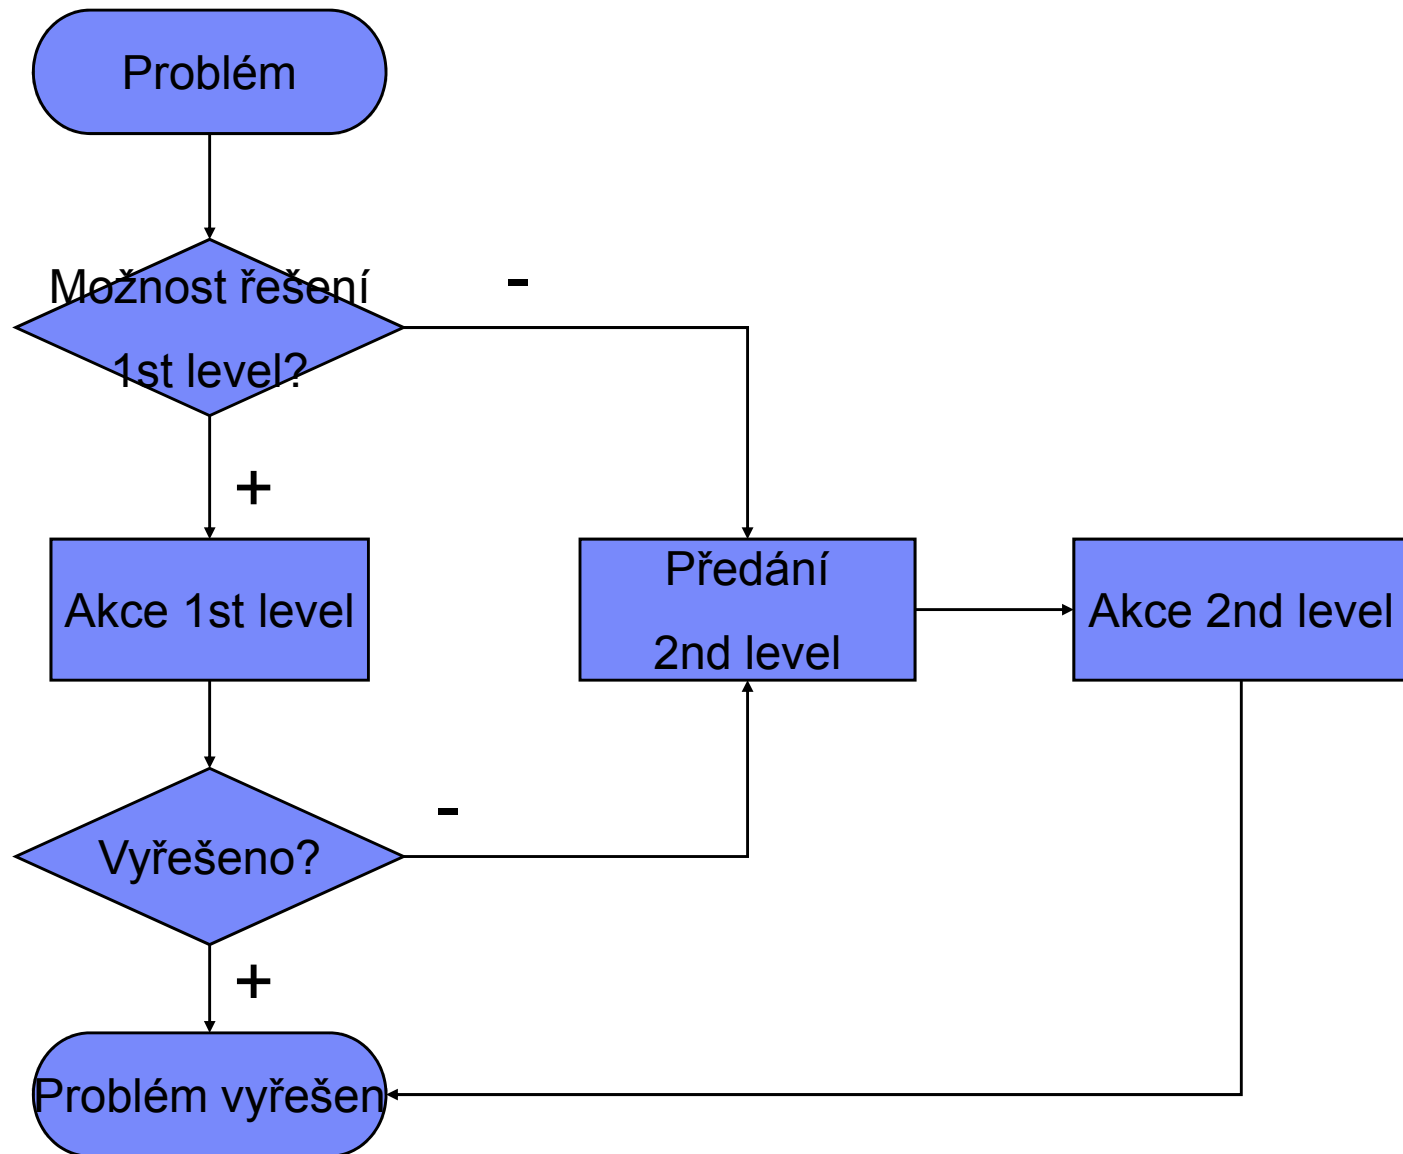 Problém
Možnost řešení
1st level?
-
+
Akce 1st level
Předání
2nd level
Akce 2nd level
Vyřešeno?
-
+
Problém vyřešen